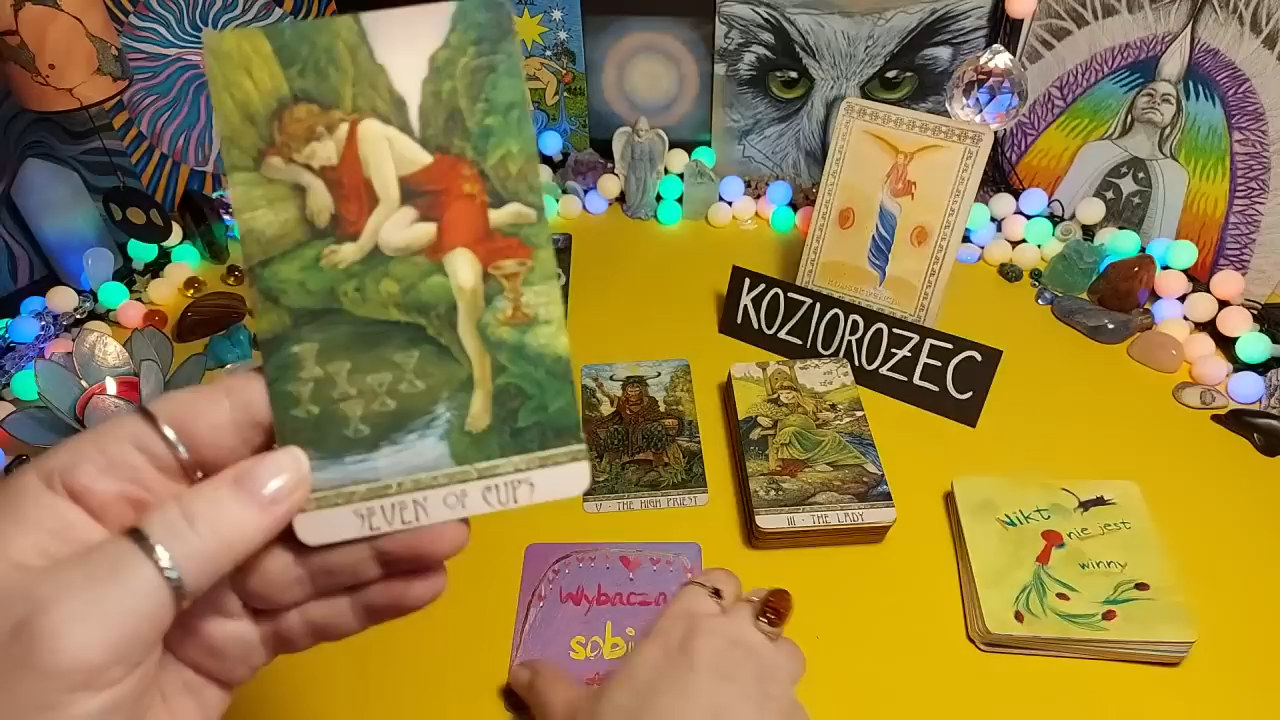 SEVEN OF CUPS
KOZIOROŻEC
V - THE HIGH PRIEST
III - THE LADY
Nikt
nie jest
winny